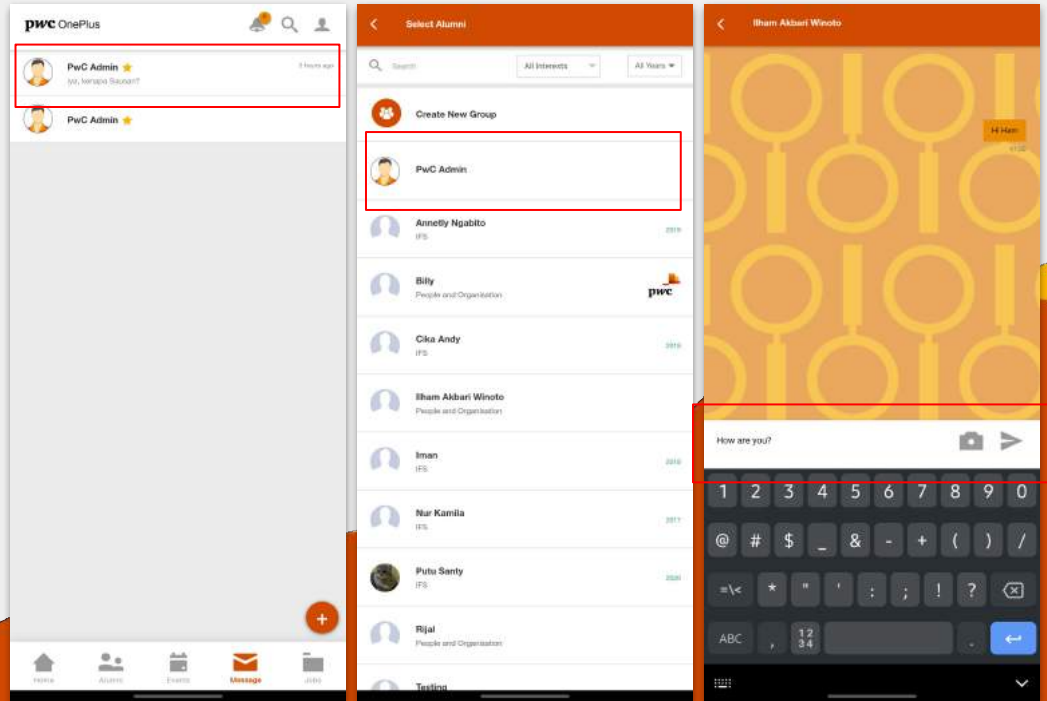 pwc OnePlus
PwC Admin
3 hours ago
iya, kenapa Saunan?
PwC Admin
Home
Alumni
Events
Message
Jobs
Select Alumni
Search
All Interests
All Years
Create New Group
PwC Admin
Annetly Ngabito
IFS
2019
Billy
People and Organisation
pwc
Cika Andy
IFS
Ilham Akbari Winoto
People and Organisation
Iman
IFS
Nur Kamila
IFS
2017
Putu Santy
IFS
2020
Rijal
People and Organisation
Testing
Ilham Akbari Winoto
Hi Ham
How are you?
1 2 3 4 5 6 7 8 9 0
@ # $ _ & - + ( ) /
=\< * " ' : ; ! ?
ABC , 12 34 .